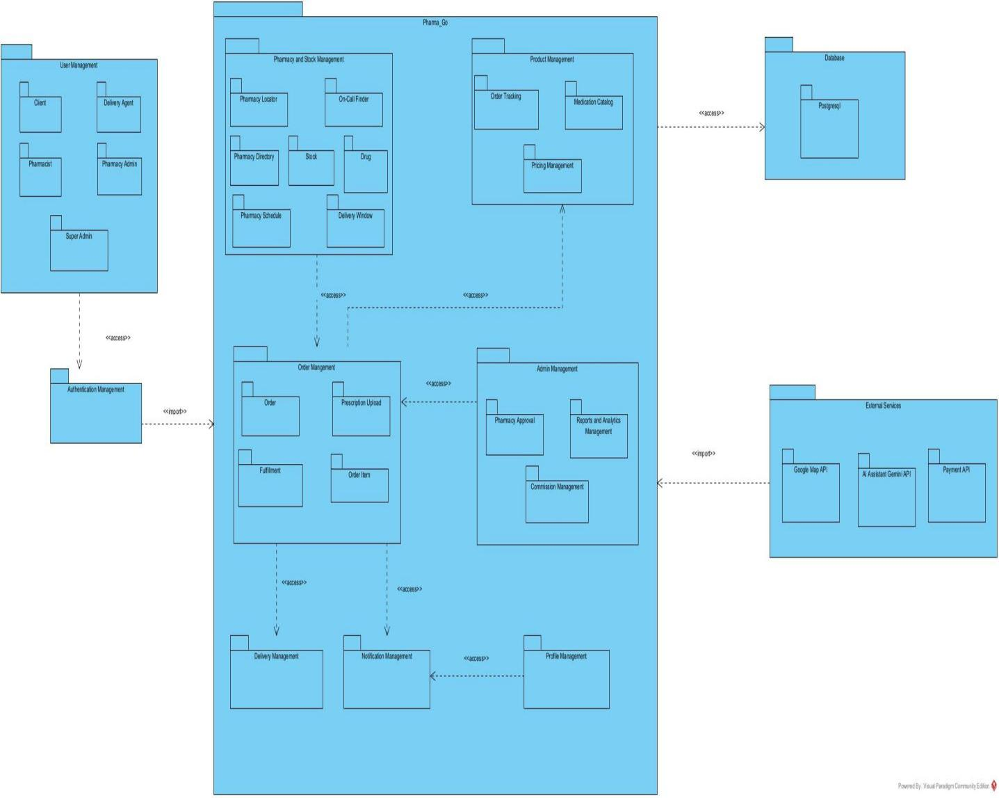 Pharma_Go
User Management
Client
Delivery Agent
Pharmacist
Pharmacy Admin
Super Admin
<<access>>
Authentication Management
<<import>>
Pharmacy and Stock Management
Pharmacy Locator
On-Call Finder
Pharmacy Directory
Stock
Drug
Pharmacy Schedule
Delivery Window
Product Management
Order Tracking
Medication Catalog
Pricing Management
<<access>>
<<access>>
Order Mangement
Order
Prescription Upload
Fulfillment
Order Item
<<access>>
Admin Management
Pharmacy Approval
Reports and Analytics
Management
Commission Management
<<access>>
<<access>>
Delivery Management
Notification Management
<<access>>
Profile Management
<<access>>
Database
Postgresql
<<import>>
External Services
Google Map API
AI Assistant Gemini API
Payment API
Powered By Visual Paradigm Community Edition